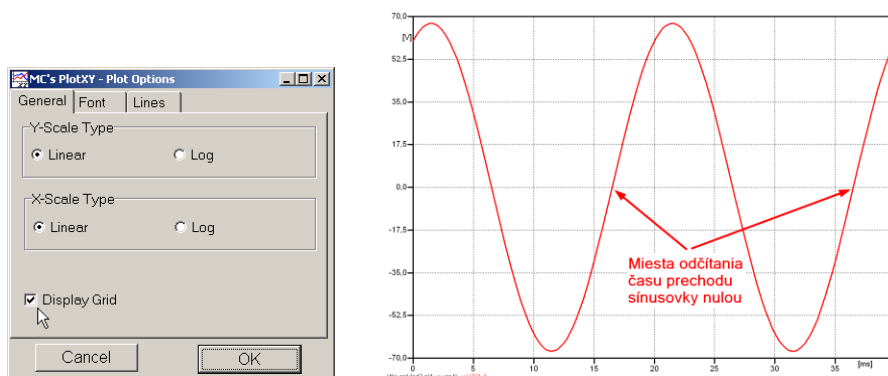 MC's PlotXY - Plot Options
General Font Lines
Y-Scale Type
Linear Log
X-Scale Type
Linear Log
Display Grid
Cancel OK
70,0
[V]
52,5
35,0
17,5
0,0
-17,5
-35,0
-52,5
-70,0
0 5 10 15 20 25 30 35 [ms]
Miesta odčítania
času prechodu
sínusovky nulou